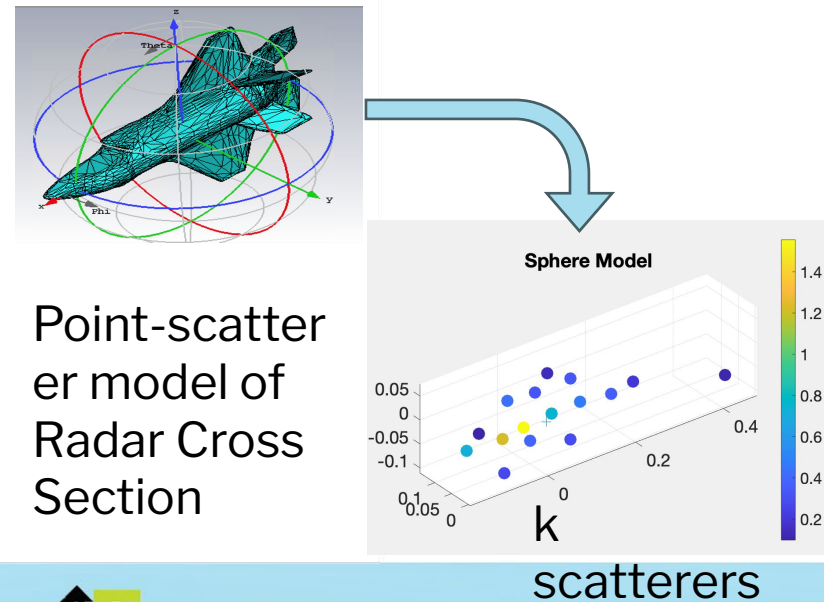 z
Theta
x
Phi
y
Sphere Model
1.4
1.2
1
0.8
0.6
0.4
0.2
0.05
0
-0.05
-0.1
0.1
0.05
0
0
0.2
0.4
Point-scatter
er model of
Radar Cross
Section
k
scatterers